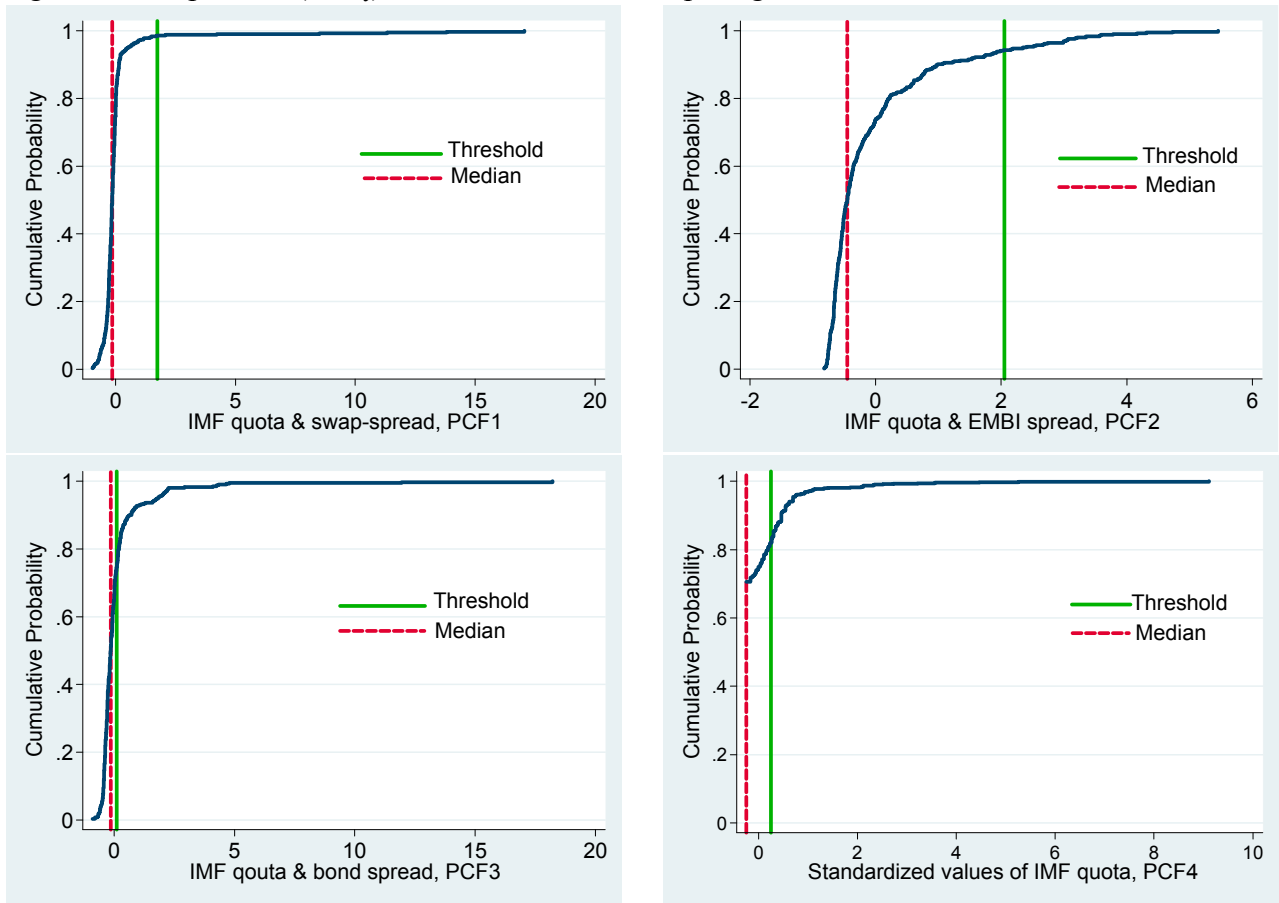 1
.8
.6
.4
.2
0
Cumulative Probability
Threshold
Median
0 5 10 15 20
IMF quota & swap-spread, PCF1
1
.8
.6
.4
.2
0
Cumulative Probability
Threshold
Median
-2 0 2 4 6
IMF quota & EMBI spread, PCF2
1
.8
.6
.4
.2
0
Cumulative Probability
Threshold
Median
0 5 10 15 20
IMF qouta & bond spread, PCF3
1
.8
.6
.4
.2
0
Cumulative Probability
Threshold
Median
0 2 4 6 8 10
Standardized values of IMF quota, PCF4